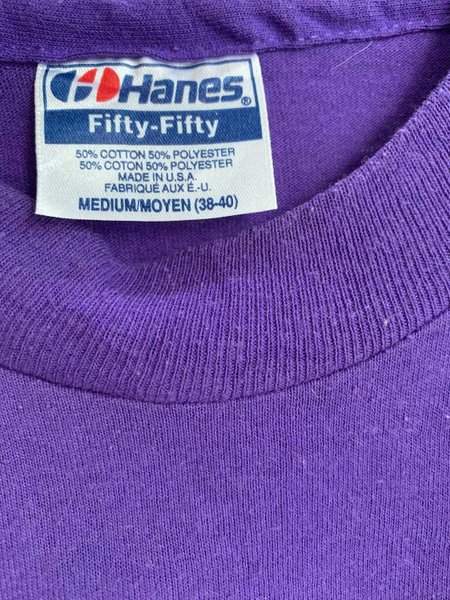 Hanes®
Fifty-Fifty
50% COTTON 50% POLYESTER
50% COTON 50% POLYESTER
MADE IN U.S.A.
FABRIQUÉ AUX É.-U.
MEDIUM/MOYEN (38-40)